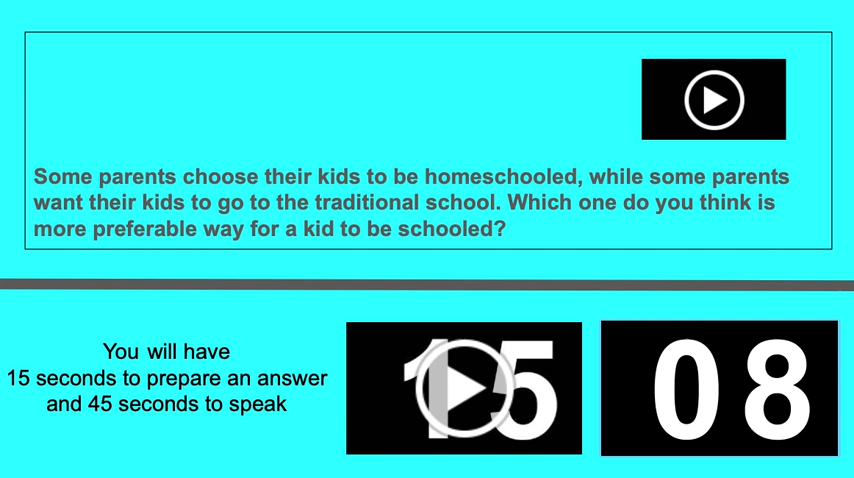 Some parents choose their kids to be homeschooled, while some parents
want their kids to go to the traditional school. Which one do you think is
more preferable way for a kid to be schooled?
You will have
15 seconds to prepare an answer
and 45 seconds to speak
15
08